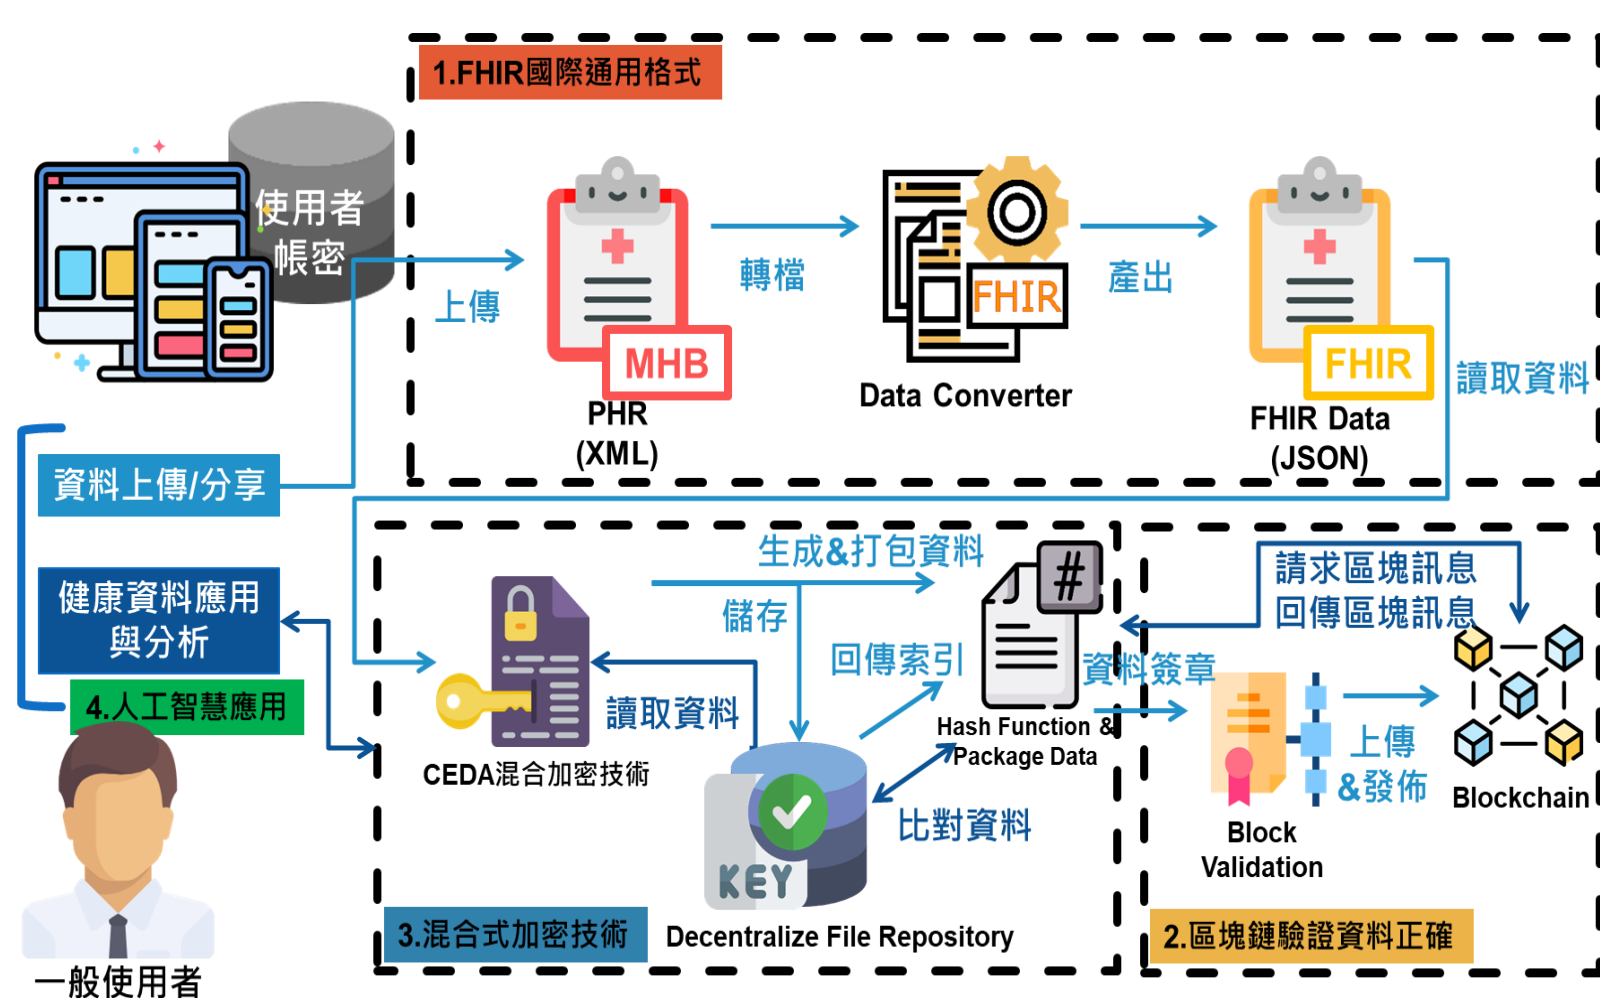 1.FHIR國際通用格式
使用者
帳密
上傳
MHB
PHR
(XML)
轉檔
FHIR
Data Converter
產出
FHIR
FHIR Data
(JSON)
讀取資料
資料上傳/分享
健康資料應用
與分析
4.人工智慧應用
一般使用者
生成&打包資料
儲存
#
回傳索引
讀取資料
CEDA混合加密技術
Hash Function &
Package Data
比對資料
KEY
Decentralize File Repository
3.混合式加密技術
請求區塊訊息
回傳區塊訊息
資料簽章
上傳
&發佈
Block
Validation
Blockchain
2.區塊鏈驗證資料正確